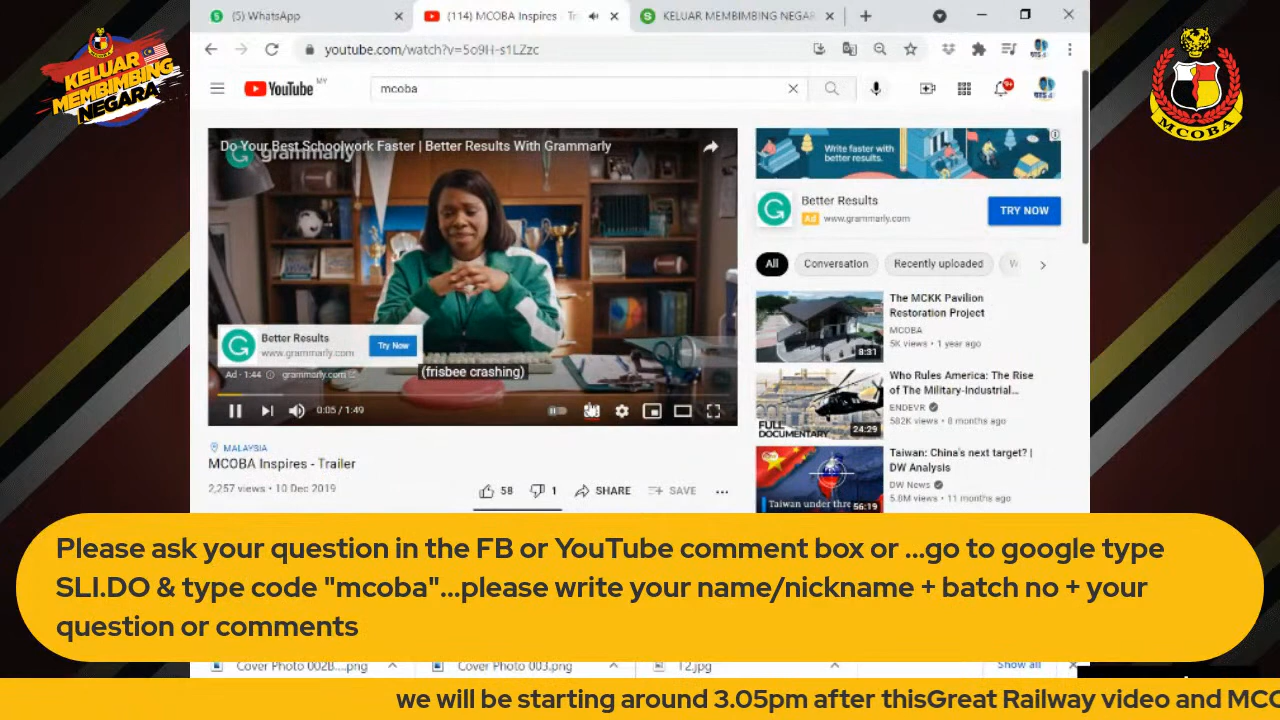 (5) WhatsApp
(114) MCOBA Inspires - Tr
KELUAR MEMBIMBING NEGAR
youtube.com/watch?v=5o9H-s1LZzc
KELUAR
MEMBIMBING
NEGARA
MCOBA
YouTube MY
mcoba
9+
Do Your Best Schoolwork Faster | Better Results With Grammarly
grammarly
Write faster with
better results.
Better Results
Ad www.grammarly.com
TRY NOW
All
Conversation
Recently uploaded
W
The MCKK Pavilion
Restoration Project
MCOBA
5K views • 1 year ago
8:31
Better Results
www.grammarly.com
Try Now
Ad · 1:44
grammarly.com
(frisbee crashing)
0:05 / 1:49
Who Rules America: The Rise
of The Military-Industrial...
ENDEVR
582K views • 8 months ago
FULL
DOCUMENTARY
24:29
MALAYSIA
MCOBA Inspires - Trailer
2,257 views • 10 Dec 2019
58
1
SHARE
SAVE
Taiwan: China's next target? |
DW Analysis
DW News
5.0M views • 11 months ago
Taiwan under thre
56:19
Please ask your question in the FB or YouTube comment box or ...go to google type
SLI.DO & type code "mcoba"...please write your name/nickname + batch no + your
question or comments
Cover Photo 002B....png
Cover Photo 003.png
T2.jpg
Show all
we will be starting around 3.05pm after thisGreat Railway video and MCO